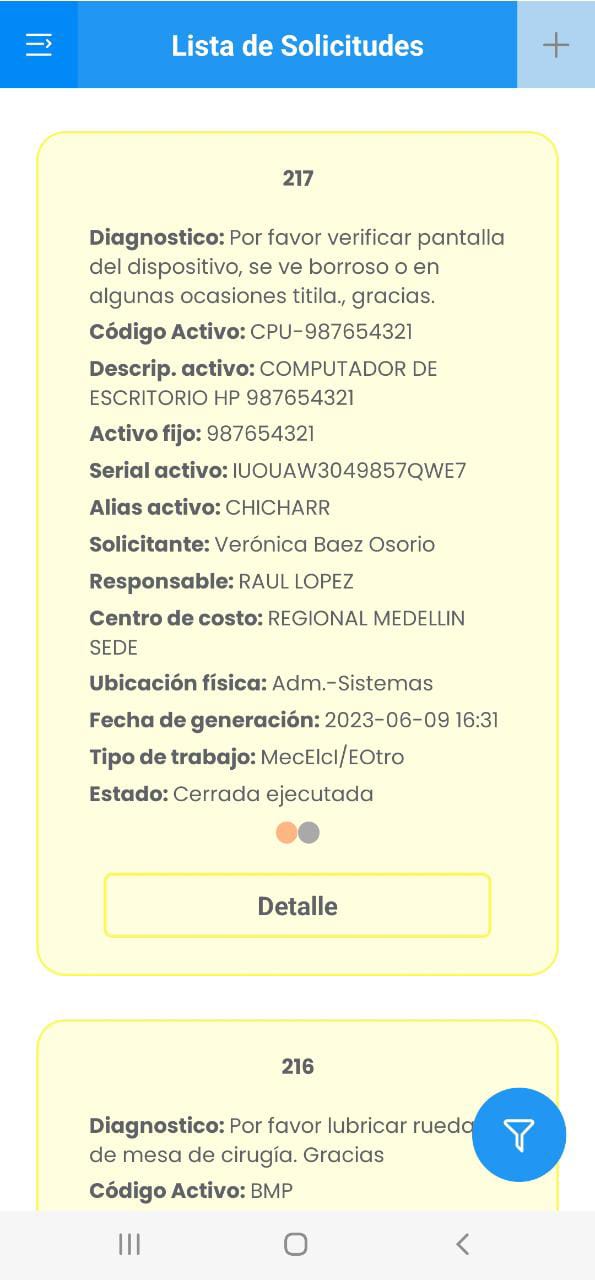 Lista de Solicitudes
217
Diagnostico: Por favor verificar pantalla
del dispositivo, se ve borroso o en
algunas ocasiones titila., gracias.
Código Activo: CPU-987654321
Descrip. activo: COMPUTADOR DE
ESCRITORIO HP 987654321
Activo fijo: 987654321
Serial activo: IUOUAW3049857QWE7
Alias activo: CHICHARR
Solicitante: Verónica Baez Osorio
Responsable: RAUL LOPEZ
Centro de costo: REGIONAL MEDELLIN
SEDE
Ubicación física: Adm.-Sistemas
Fecha de generación: 2023-06-09 16:31
Tipo de trabajo: MecElcI/EOtro
Estado: Cerrada ejecutada
Detalle
216
Diagnostico: Por favor lubricar rueda
de mesa de cirugía. Gracias
Código Activo: BMP